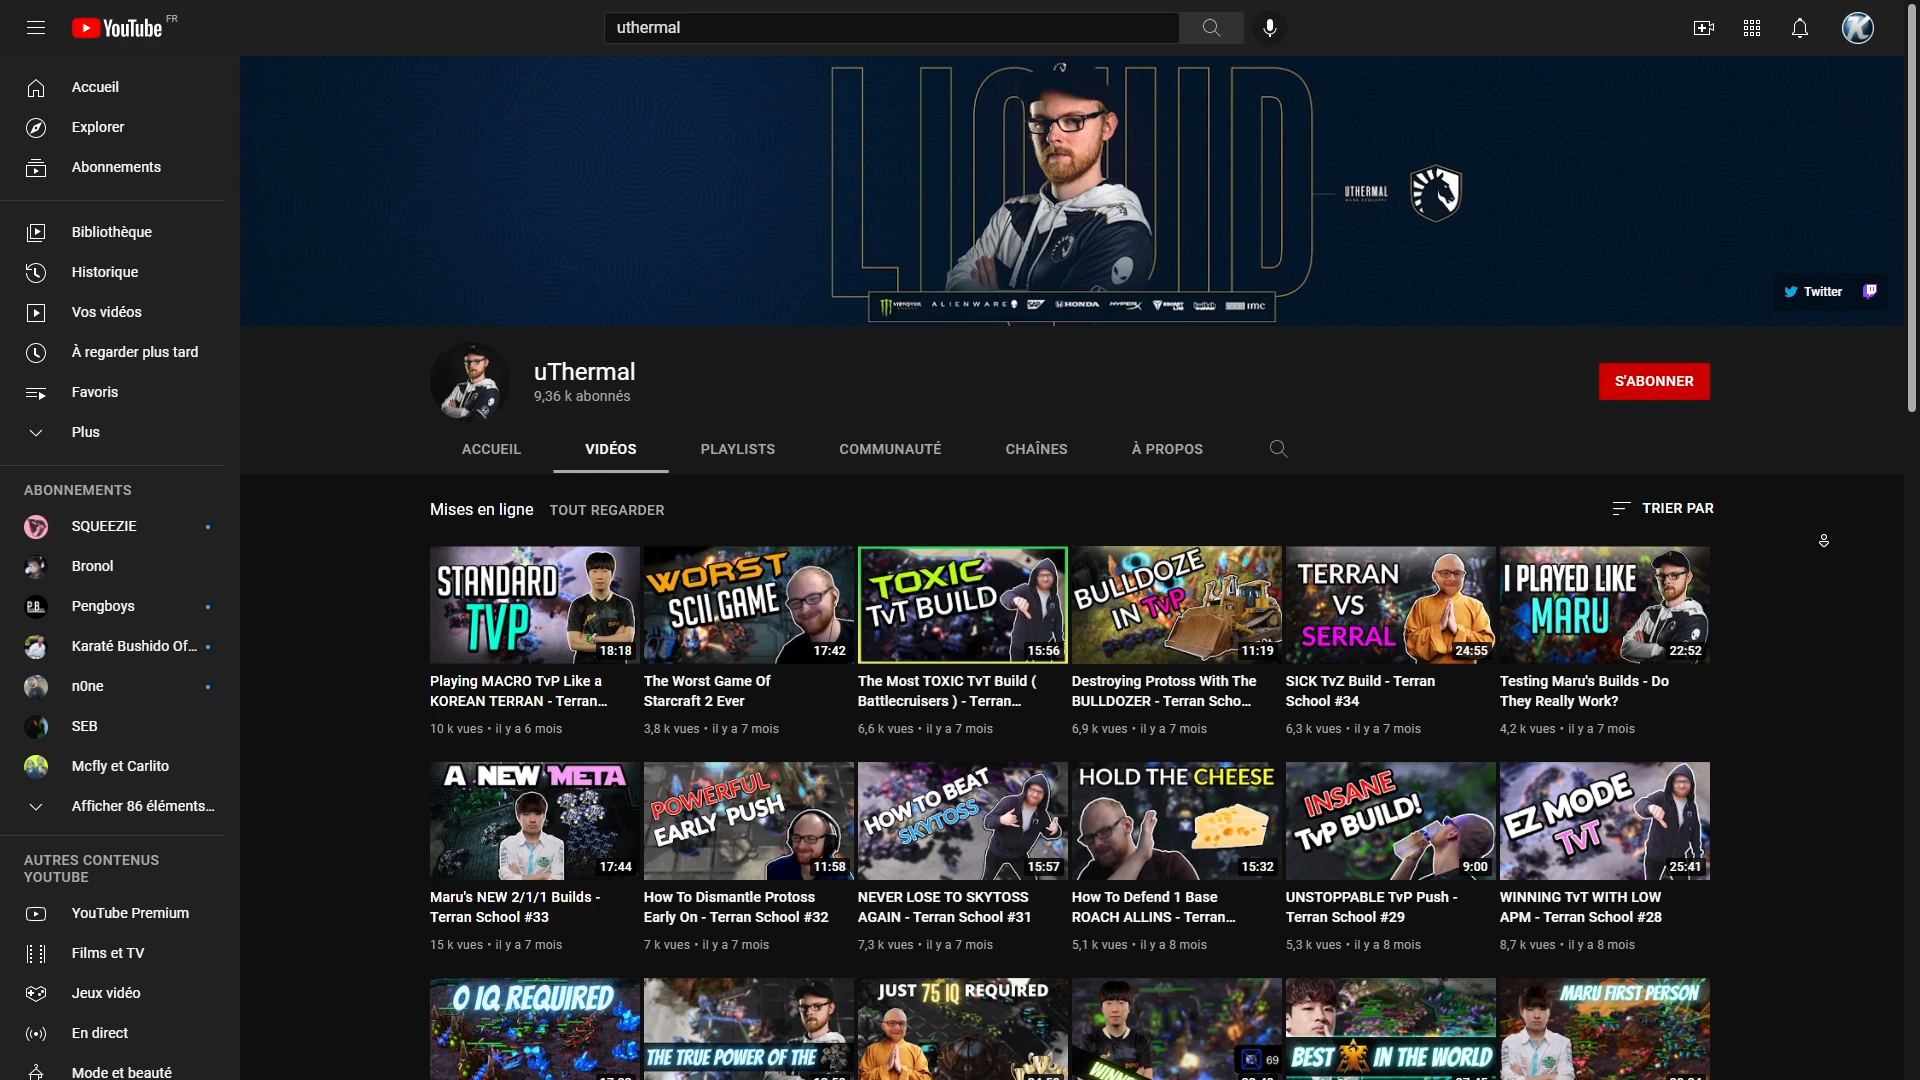 YouTube FR
uthermal
Accueil
Explorer
Abonnements
Bibliothèque
Historique
Vos vidéos
À regarder plus tard
Favoris
Plus
ABONNEMENTS
SQUEEZIE
Bronol
Pengboys
Karaté Bushido Of...
n0ne
SEB
Mcfly et Carlito
Afficher 86 éléments...
AUTRES CONTENUS
YOUTUBE
YouTube Premium
Films et TV
Jeux vidéo
En direct
Mode et beauté
LIQUID
UTHERMAL
MONSTER ALIENWARE SAP HONDA HYPERX twitch IMC
Twitter
uThermal
9,36 k abonnés
S'ABONNER
ACCUEIL
VIDÉOS
PLAYLISTS
COMMUNAUTÉ
CHAÎNES
À PROPOS
Mises en ligne
TOUT REGARDER
TRIER PAR
STANDARD
TVP
18:18
Playing MACRO TvP Like a
KOREAN TERRAN - Terran...
10 k vues • il y a 6 mois
WORST
SCII GAME
17:42
The Worst Game Of
Starcraft 2 Ever
3,8 k vues • il y a 7 mois
TOXIC
TvT BUILD
15:56
The Most TOXIC TvT Build (
Battlecruisers ) - Terran...
6,6 k vues • il y a 7 mois
BULLDOZE
IN TvP
11:19
Destroying Protoss With The
BULLDOZER - Terran Scho...
6,9 k vues • il y a 7 mois
TERRAN
VS
SERRAL
24:55
SICK TvZ Build - Terran
School #34
6,3 k vues • il y a 7 mois
I PLAYED LIKE
MARU
22:52
Testing Maru's Builds - Do
They Really Work?
4,2 k vues • il y a 7 mois
A NEW META
17:44
Maru's NEW 2/1/1 Builds -
Terran School #33
15 k vues • il y a 7 mois
POWERFUL
EARLY PUSH
11:58
How To Dismantle Protoss
Early On - Terran School #32
7 k vues • il y a 7 mois
HOW TO BEAT
SKYTOSS
15:57
NEVER LOSE TO SKYTOSS
AGAIN - Terran School #31
7,3 k vues • il y a 7 mois
HOLD THE CHEESE
15:32
How To Defend 1 Base
ROACH ALLINS - Terran...
5,1 k vues • il y a 8 mois
INSANE
TvP BUILD!
9:00
UNSTOPPABLE TvP Push -
Terran School #29
5,3 k vues • il y a 8 mois
EZ MODE
TvT
25:41
WINNING TvT WITH LOW
APM - Terran School #28
8,7 k vues • il y a 8 mois
0 IQ REQUIRED
THE TRUE POWER OF THE
JUST 75 IQ REQUIRED
69
BEST IN THE WORLD
MARU FIRST PERSON